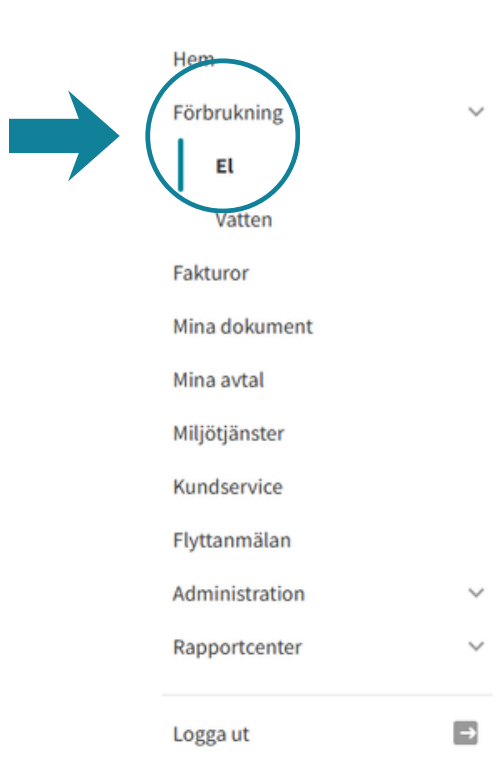 Hem
Förbrukning
El
Vatten
Fakturor
Mina dokument
Mina avtal
Miljötjänster
Kundservice
Flyttanmälan
Administration
Rapportcenter
Logga ut